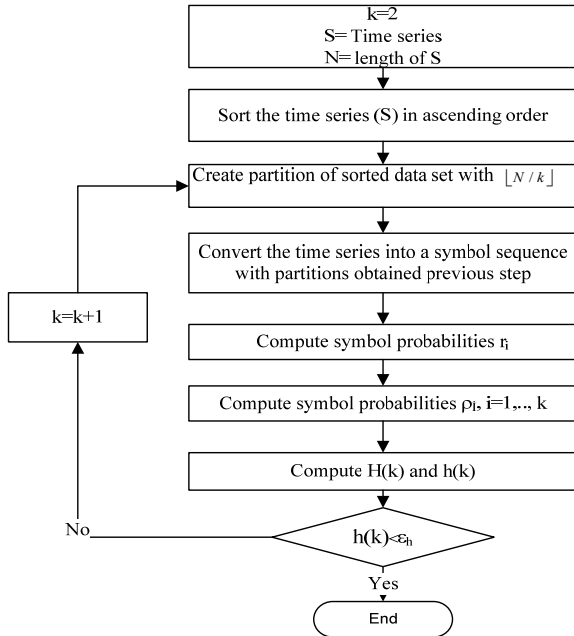 k=2
S= Time series
N= length of S
Sort the time series (S) in ascending order
Create partition of sorted data set with ⌊N / k⌋
Convert the time series into a symbol sequence
with partitions obtained previous step
k=k+1
Compute symbol probabilities rᵢ
Compute symbol probabilities ρᵢ, i=1,.., k
Compute H(k) and h(k)
h(k)<εₕ
No
Yes
End